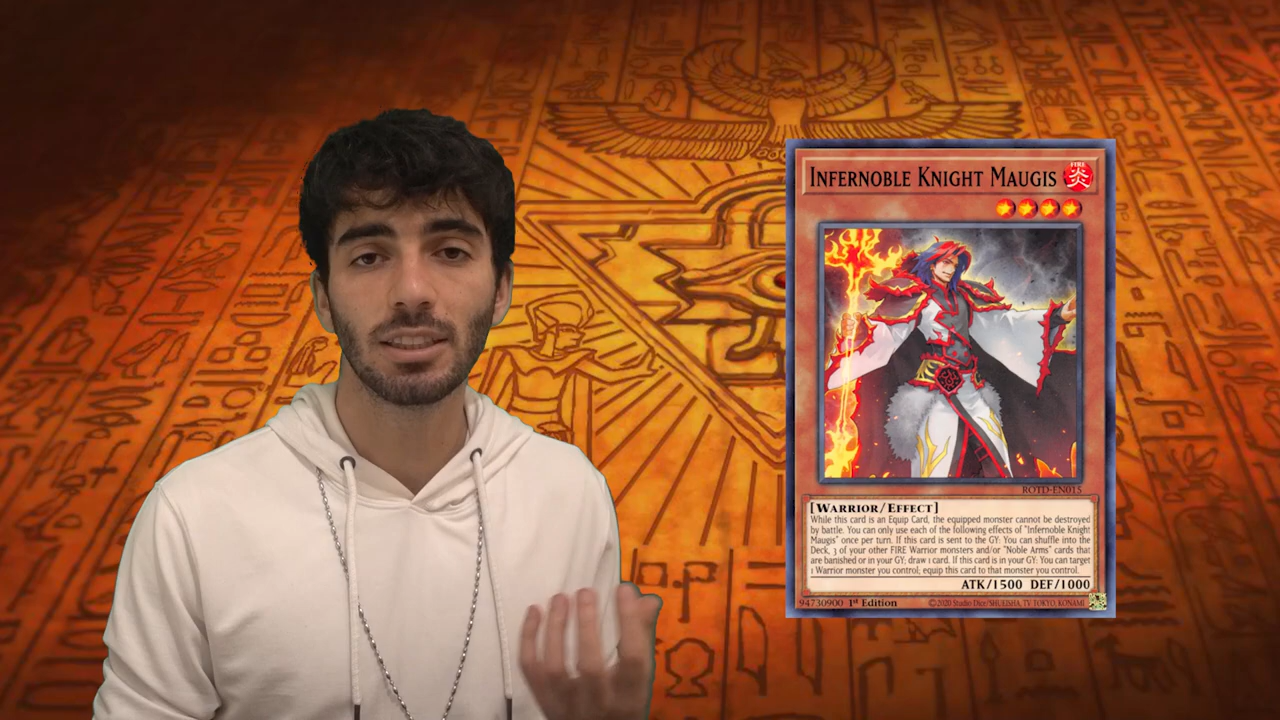 INFERNOBLE KNIGHT MAUGIS
FIRE
炎
ROTD-EN015
[WARRIOR/EFFECT]
While this card is an Equip Card, the equipped monster cannot be destroyed
by battle. You can only use each of the following effects of "Infernoble Knight
Maugis" once per turn. If this card is sent to the GY: You can shuffle into the
Deck, 3 of your other FIRE Warrior monsters and/or "Noble Arms" cards that
are banished or in your GY; draw 1 card. If this card is in your GY: You can target
1 Warrior monster you control; equip this card to that monster you control.
ATK/1500 DEF/1000
94730900 1st Edition ©2020 Studio Dice/SHUEISHA, TV TOKYO, KONAMI